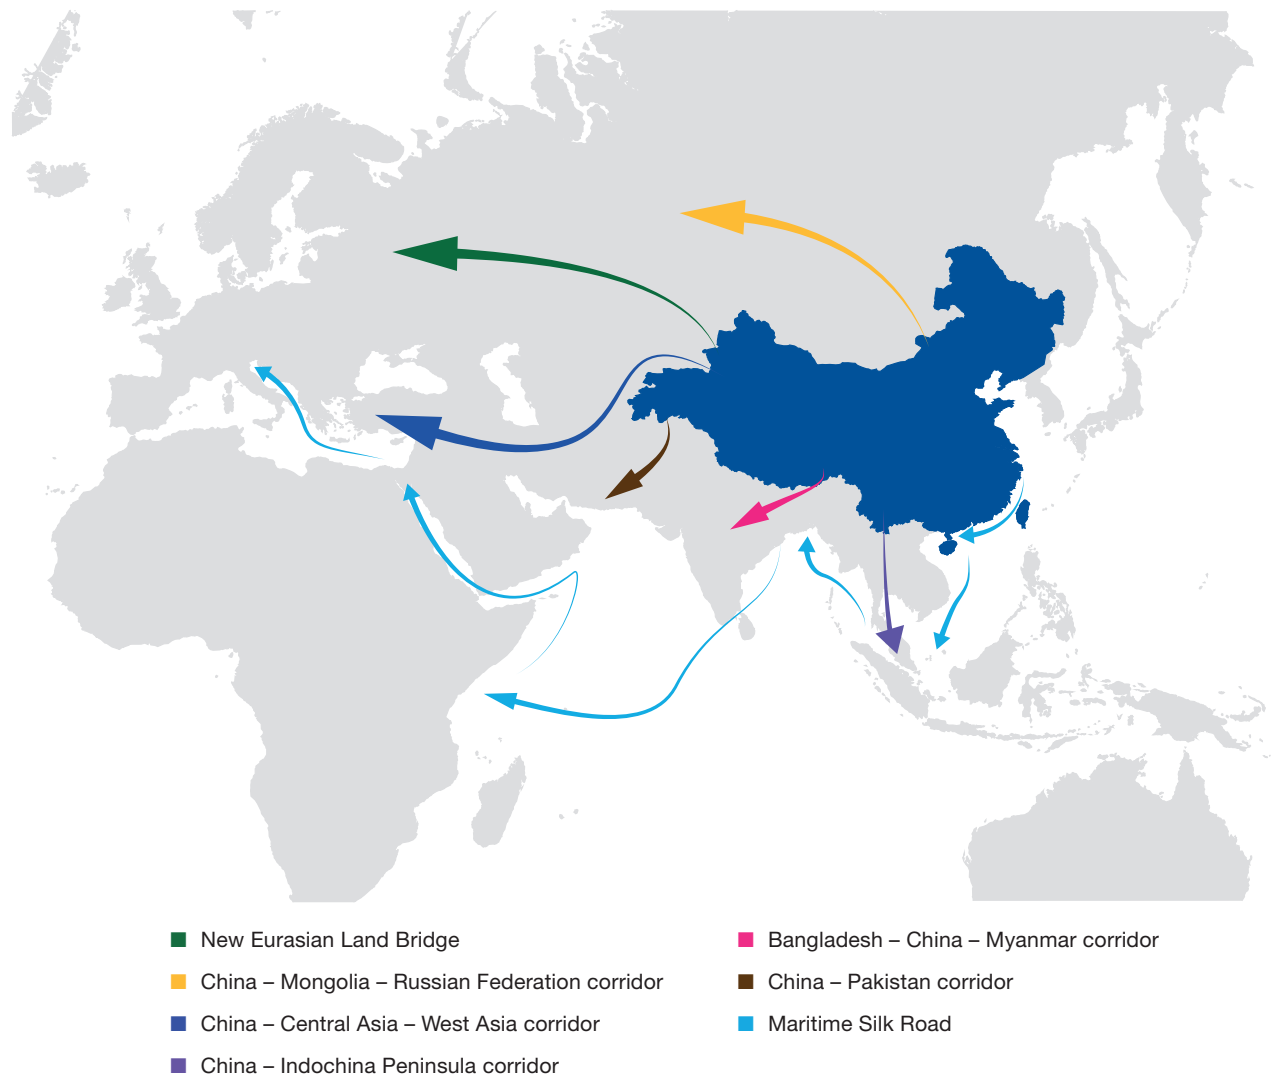 New Eurasian Land Bridge
China – Mongolia – Russian Federation corridor
China – Central Asia – West Asia corridor
China – Indochina Peninsula corridor
Bangladesh – China – Myanmar corridor
China – Pakistan corridor
Maritime Silk Road